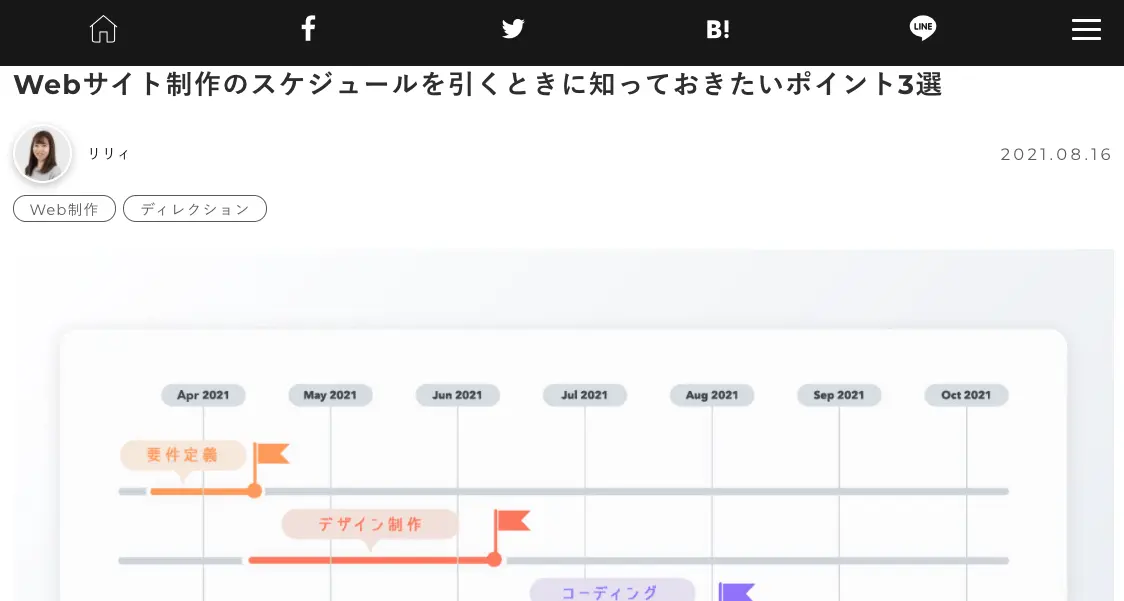 B!
LINE
Webサイト制作のスケジュールを引くときに知っておきたいポイント3選
リリィ
2021.08.16
Web制作
ディレクション
Apr 2021
May 2021
Jun 2021
Jul 2021
Aug 2021
Sep 2021
Oct 2021
要件定義
デザイン制作
コーディング